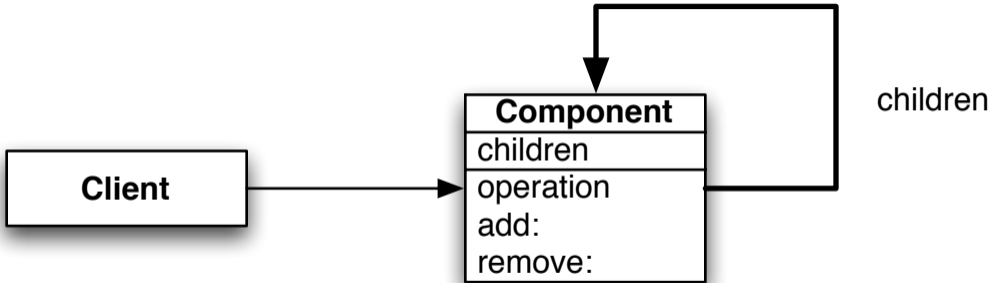 Component
children
children
Client
operation
add:
remove: